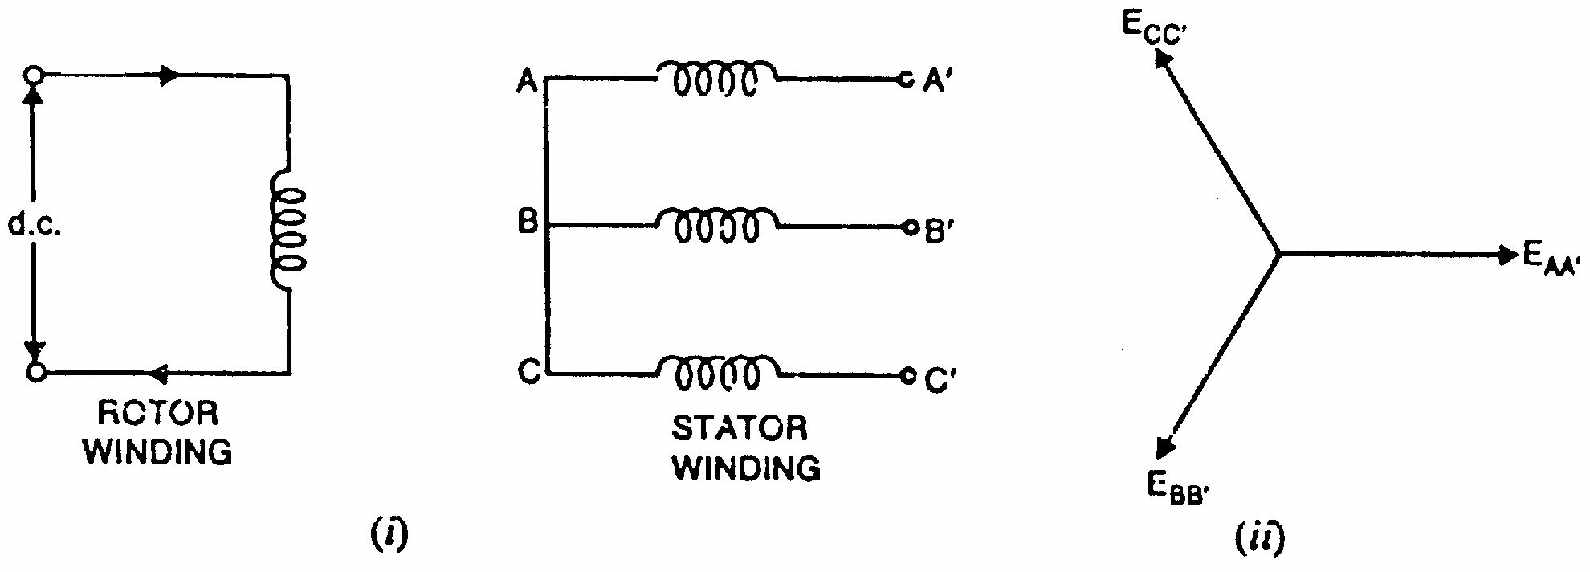 d.c.
ROTOR
WINDING
A
A'
B
B'
C
C'
STATOR
WINDING
(i)
E_CC'
E_AA'
E_BB'
(ii)